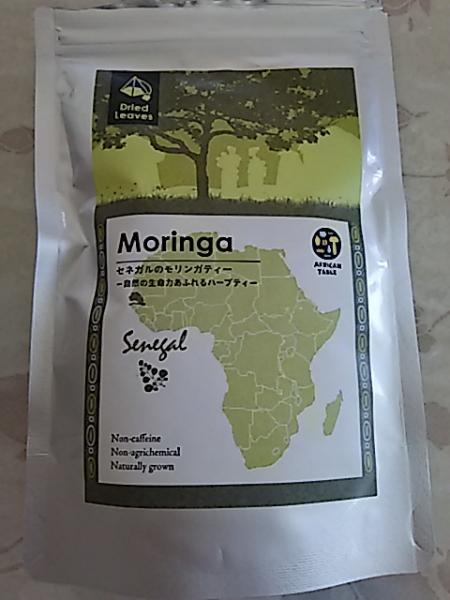 Dried
Leaves
Moringa
セネガルのモリンガティー
ー自然の生命力あふれるハーブティー
AFRICAN
TABLE
Senegal
Non-caffeine
Non-agrichemical
Naturally grown